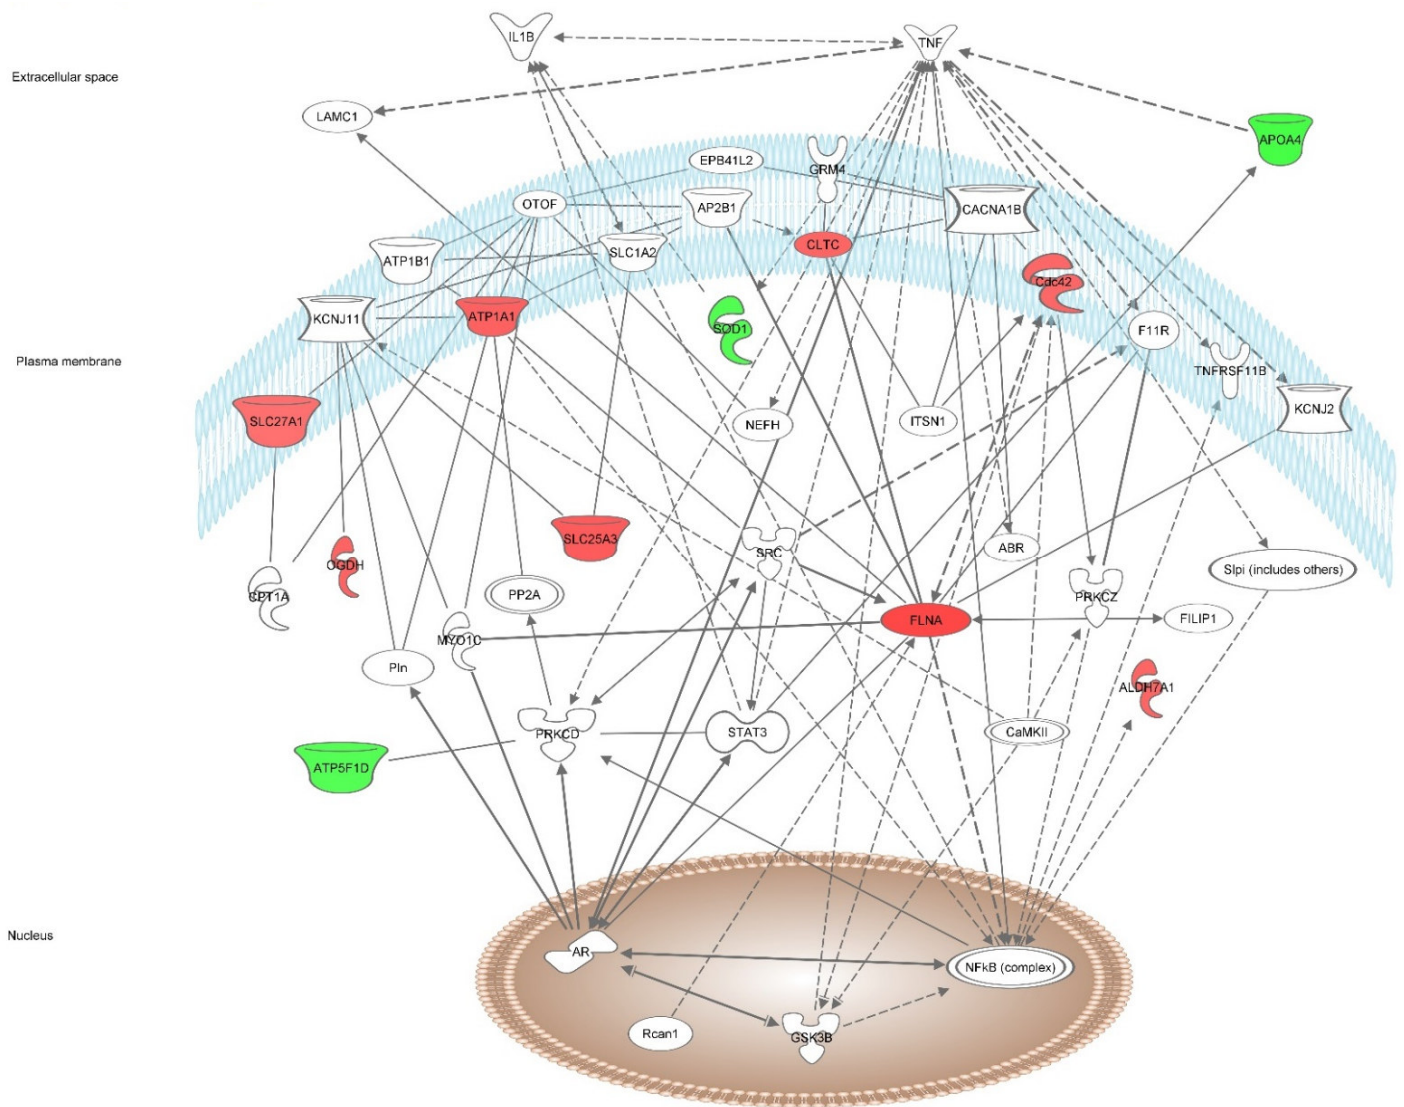 IL1B
TNF
Extracellular space
LAMC1
APOA4
EPB41L2
GRM4
OTOF
AP2B1
CACNA1B
CLTC
ATP1B1
SLC1A2
Cdc42
KCNJ11
ATP1A1
SOD1
F11R
Plasma membrane
TNFRSF11B
KCNJ2
SLC27A1
NEFH
ITSN1
SLC25A3
SRC
ABR
OGDH
Slpi (includes others)
CPT1A
PP2A
PRKCZ
FLNA
FILIP1
MYO1C
Pln
ALDH7A1
PRKCD
STAT3
CaMKII
ATP5F1D
Nucleus
AR
NFkB (complex)
Rcan1
GSK3B